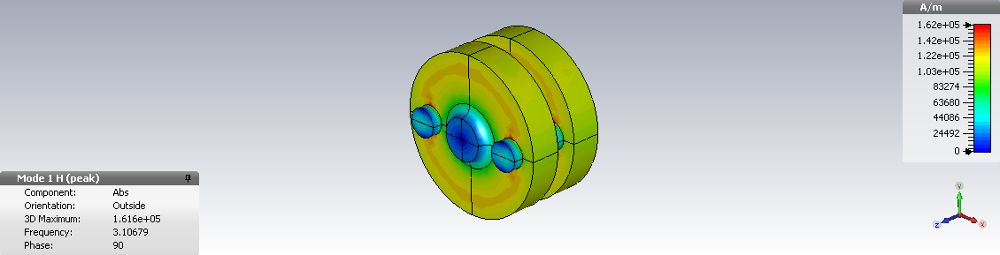 A/m
1.62e+05
1.42e+05
1.22e+05
1.03e+05
83274
63680
44086
24492
0
Mode 1 H (peak)
Component: Abs
Orientation: Outside
3D Maximum: 1.616e+05
Frequency: 3.10679
Phase: 90
y
z
x